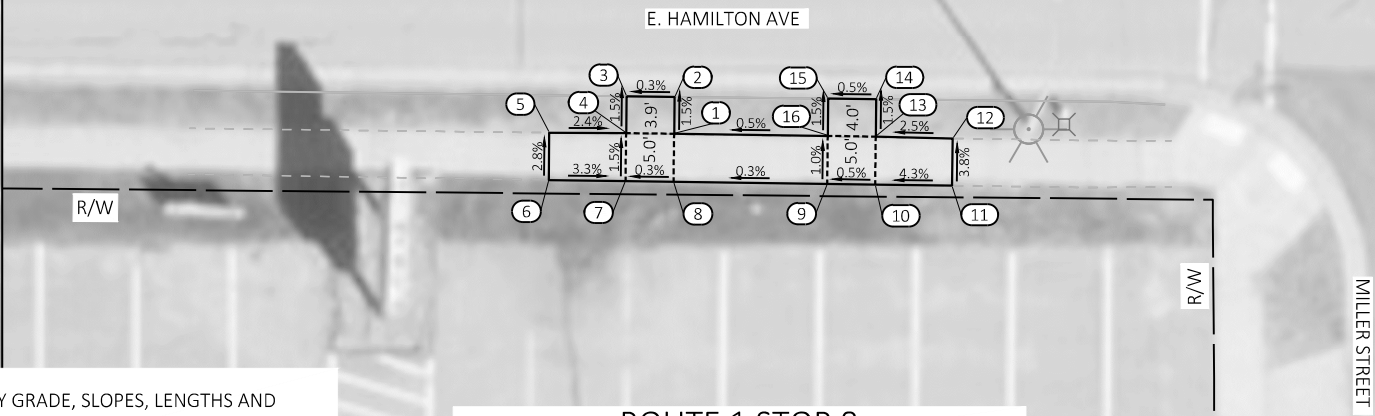 E. HAMILTON AVE
3 2 15 14
0.3% 0.5%
5 4 1.5% 3.9' 1.5% 1 16 1.5% 4.0' 1.5% 13 12
2.4% 0.5% 2.5%
2.8% 1.5% 5.0' 1.0% 5.0' 3.8%
3.3% 0.3% 0.3% 0.5% 4.3%
R/W
6 7 8 9 10 11
R/W
MILLER STREET
Y GRADE, SLOPES, LENGTHS AND